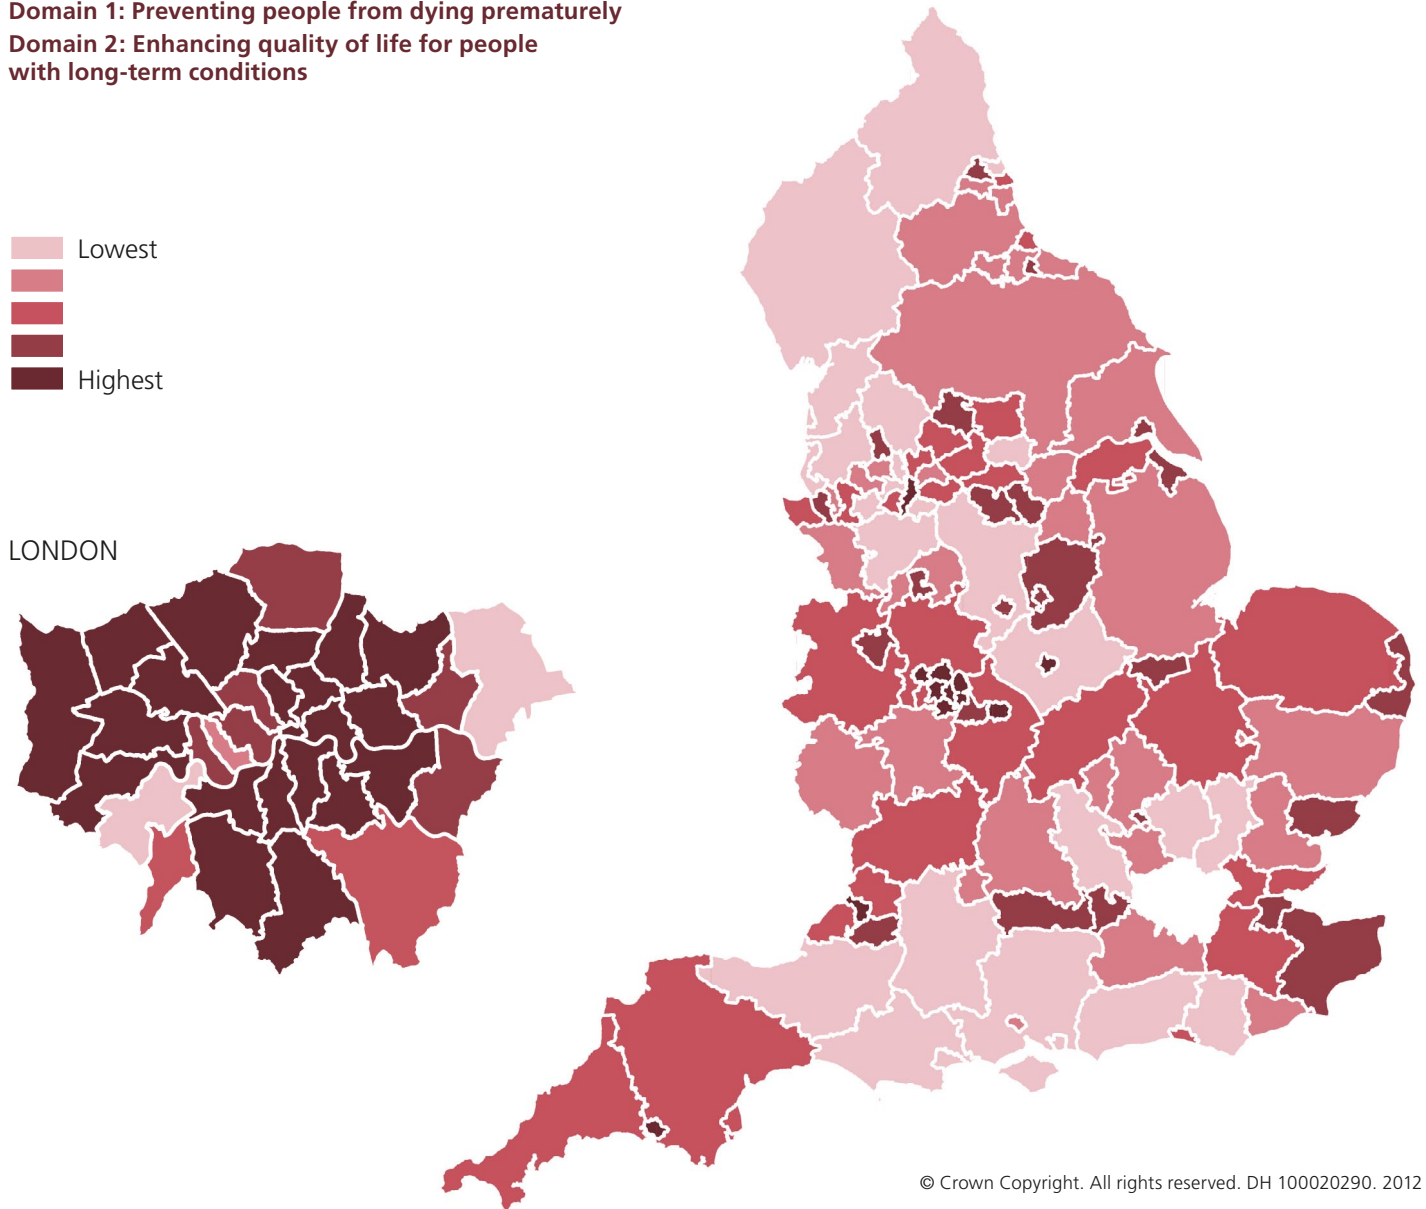 Domain 1: Preventing people from dying prematurely
Domain 2: Enhancing quality of life for people
with long-term conditions
Lowest
Highest
LONDON
© Crown Copyright. All rights reserved. DH 100020290. 2012